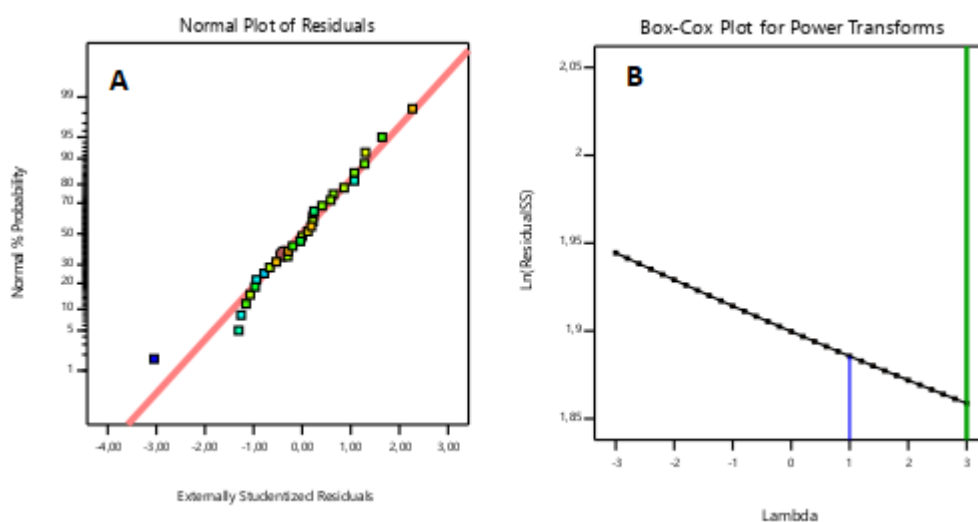 Normal Plot of Residuals
A
Normal % Probability
99
95
90
80
70
50
30
20
10
5
1
-4,00 -3,00 -2,00 -1,00 0,00 1,00 2,00 3,00
Externally Studentized Residuals
Box-Cox Plot for Power Transforms
B
Ln(ResidualSS)
2,05
2
1,95
1,9
1,85
-3 -2 -1 0 1 2 3
Lambda